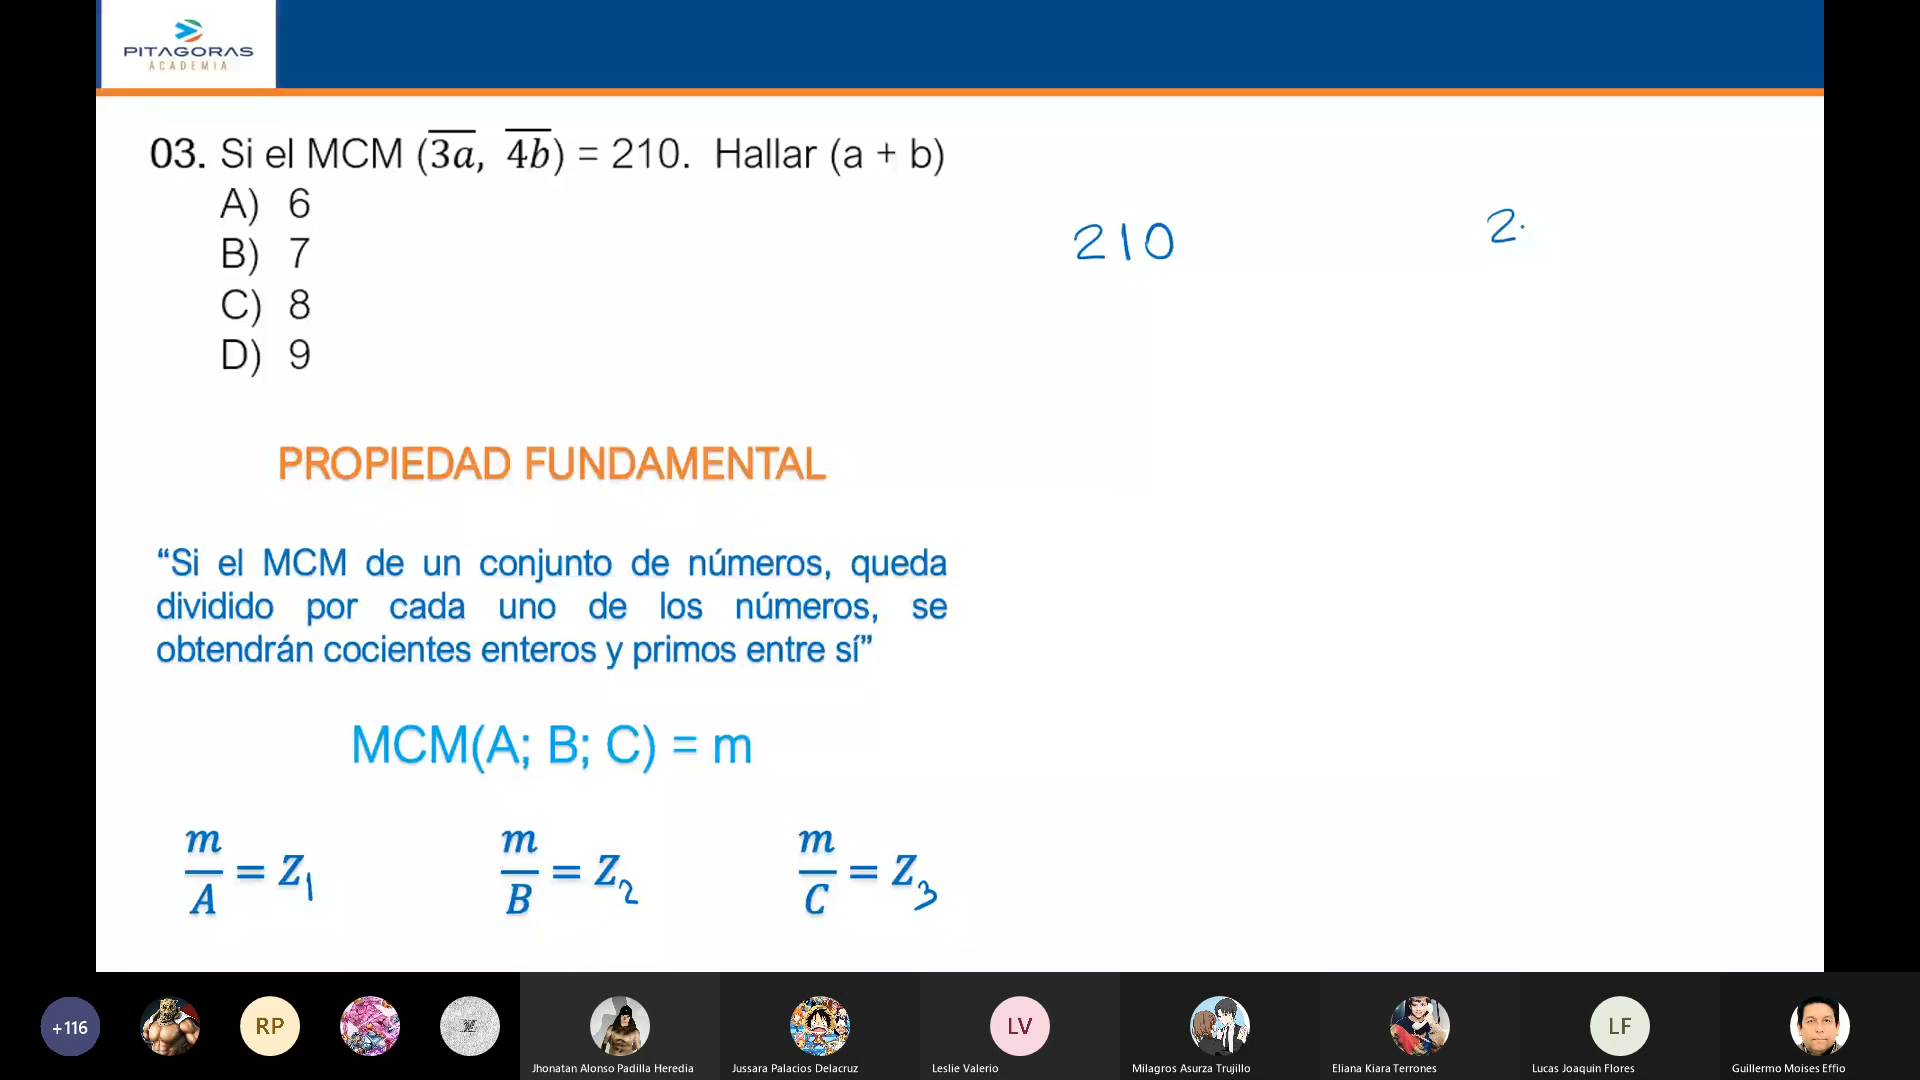 PITAGORAS
ACADEMIA
03. Si el MCM (3a, 4b) = 210. Hallar (a + b)
A) 6
B) 7
C) 8
D) 9
210
2.
PROPIEDAD FUNDAMENTAL
“Si el MCM de un conjunto de números, queda
dividido por cada uno de los números, se
obtendrán cocientes enteros y primos entre sí”
MCM(A; B; C) = m
m/A = Z1 m/B = Z2 m/C = Z3
+116
RP
LV
LF
Jhonatan Alonso Padilla Heredia
Jussara Palacios Delacruz
Leslie Valerio
Milagros Asurza Trujillo
Eliana Kiara Terrones
Lucas Joaquin Flores
Guillermo Moises Effio